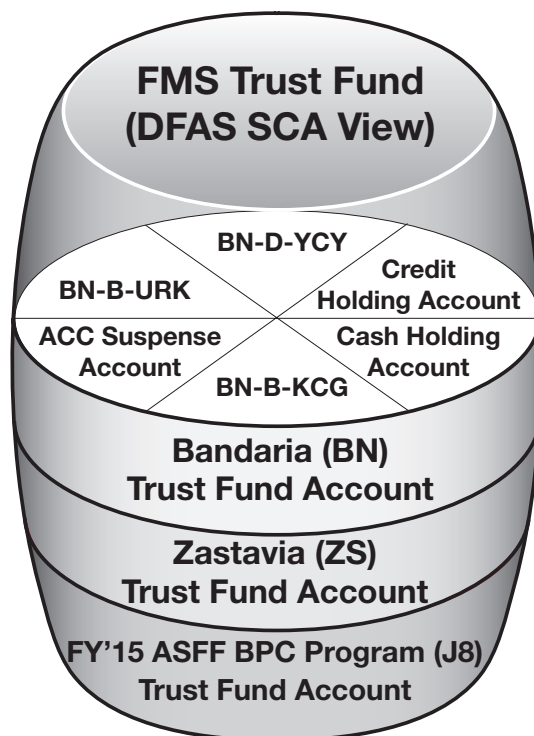 FMS Trust Fund
(DFAS SCA View)
BN-D-YCY
BN-B-URK
Credit
Holding Account
ACC Suspense
Account
Cash Holding
Account
BN-B-KCG
Bandaria (BN)
Trust Fund Account
Zastavia (ZS)
Trust Fund Account
FY’15 ASFF BPC Program (J8)
Trust Fund Account